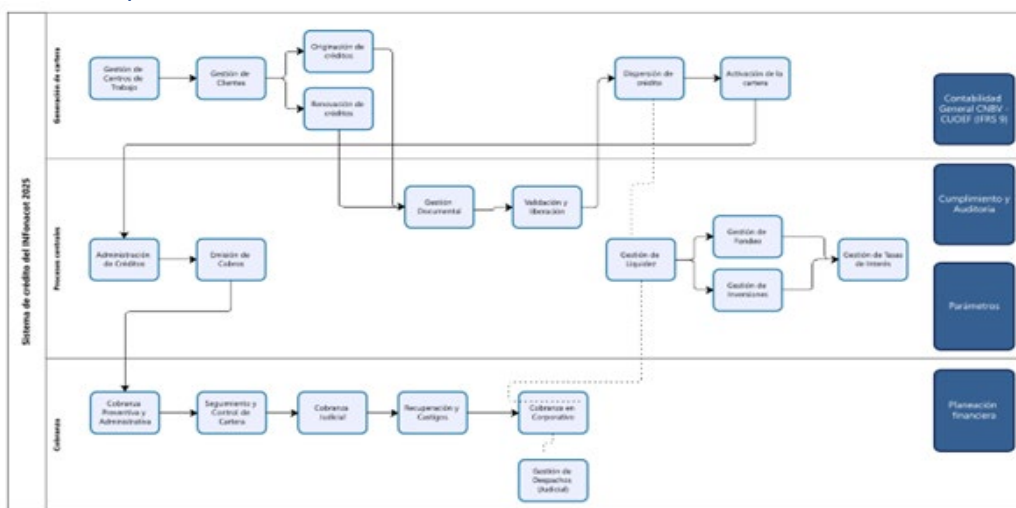 Sistema de crédito del INfonacot 2025
Generación de cartera
Gestión de
Centros de
Trabajo
Gestión de
Clientes
Originación de
créditos
Renovación de
créditos
Dispersión de
crédito
Activación de la
cartera
Procesos centrales
Gestión
Documental
Validación y
liberación
Administración
de Créditos
Emisión de
Cobros
Gestión de
Liquidez
Gestión de
Fondeo
Gestión de
Inversiones
Gestión de Tasas
de Interés
Cobranza
Cobranza
Preventiva y
Administrativa
Seguimiento y
Control de
Cartera
Cobranza
Judicial
Recuperación y
Castigos
Cobranza en
Corporativo
Gestión de
Despachos
(Judicial)
Contabilidad
General CNBV -
CUOEF (IFRS 9)
Cumplimiento y
Auditoría
Parámetros
Planeación
financiera